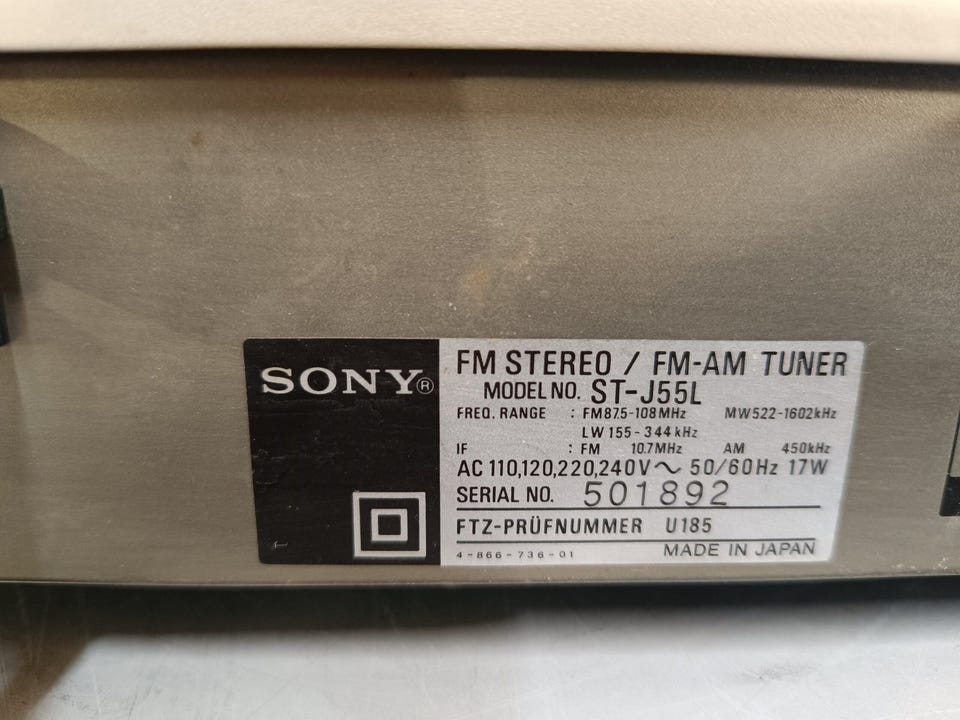 SONY®
FM STEREO / FM-AM TUNER
MODEL NO. ST-J55L
FREQ. RANGE : FM87.5-108MHz MW522-1602kHz
LW 155-344kHz
IF : FM 10.7MHz AM 450kHz
AC 110,120,220,240V～ 50/60Hz 17W
SERIAL NO. 501892
FTZ-PRÜFNUMMER U185
4-866-736-01 MADE IN JAPAN